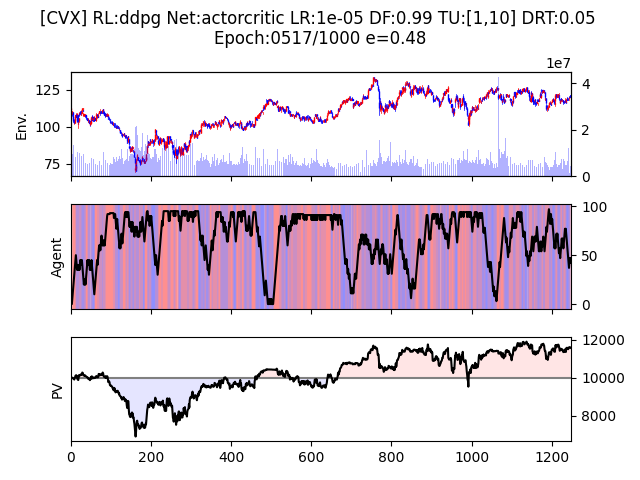 [CVX] RL:ddpg Net:actorcritic LR:1e-05 DF:0.99 TU:[1,10] DRT:0.05
Epoch:0517/1000 e=0.48
1e7
125
100
75
Env.
4
2
0
Agent
100
50
0
PV
12000
10000
8000
0 200 400 600 800 1000 1200